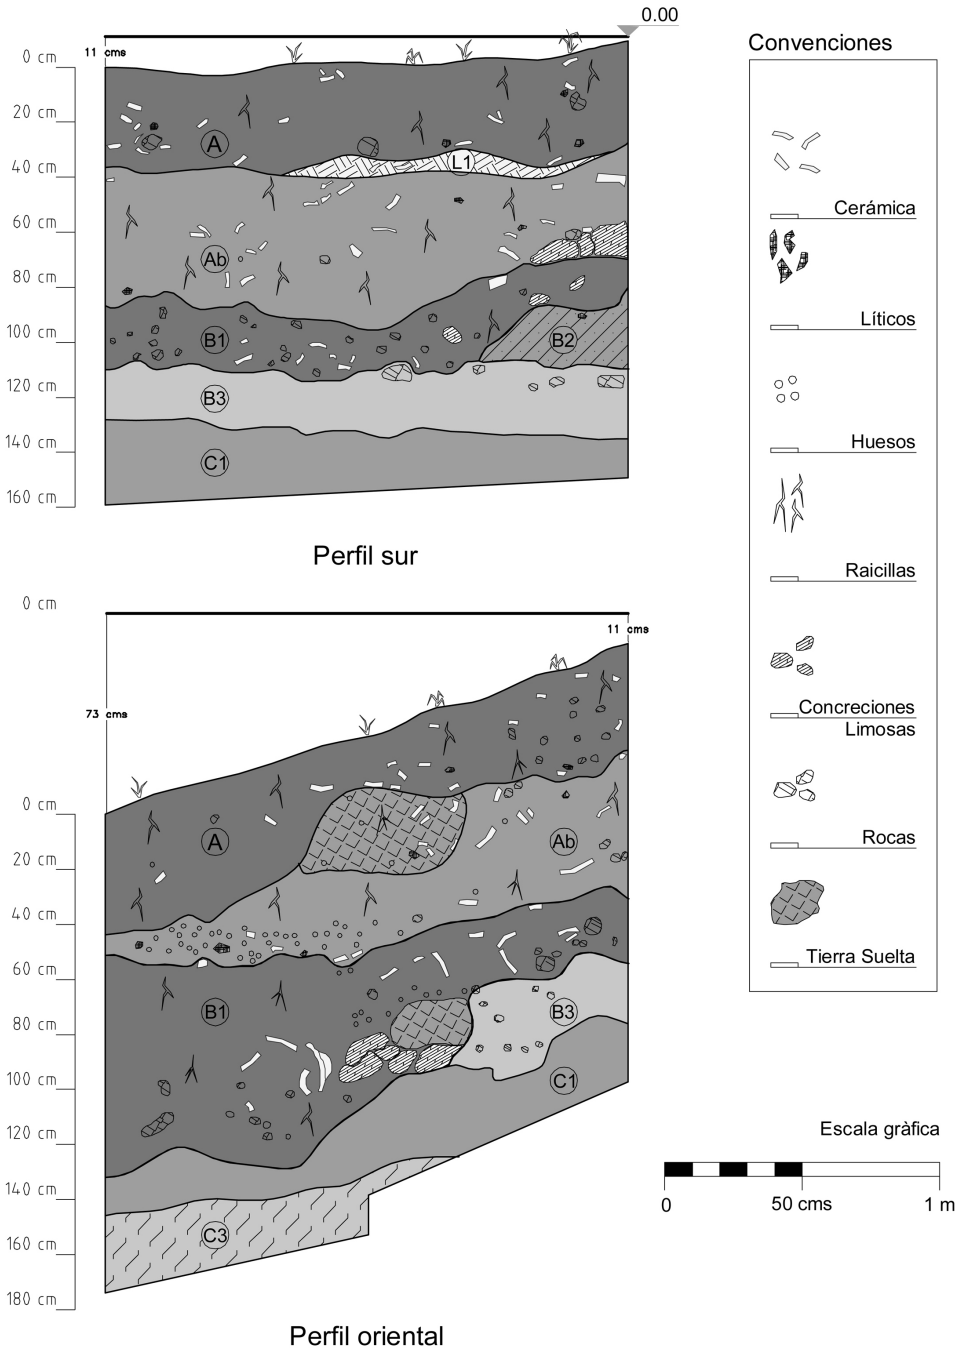 0.00
11 cms
0 cm
20 cm
40 cm
60 cm
80 cm
100 cm
120 cm
140 cm
160 cm
A
L1
Ab
B1
B2
B3
C1
Perfil sur
0 cm
11 cms
73 cms
0 cm
20 cm
40 cm
60 cm
80 cm
100 cm
120 cm
140 cm
160 cm
180 cm
A
Ab
B1
B3
C1
C3
Perfil oriental
Convenciones
Cerámica
Líticos
Huesos
Raicillas
Concreciones
Limosas
Rocas
Tierra Suelta
Escala gràfica
0
50 cms
1 m